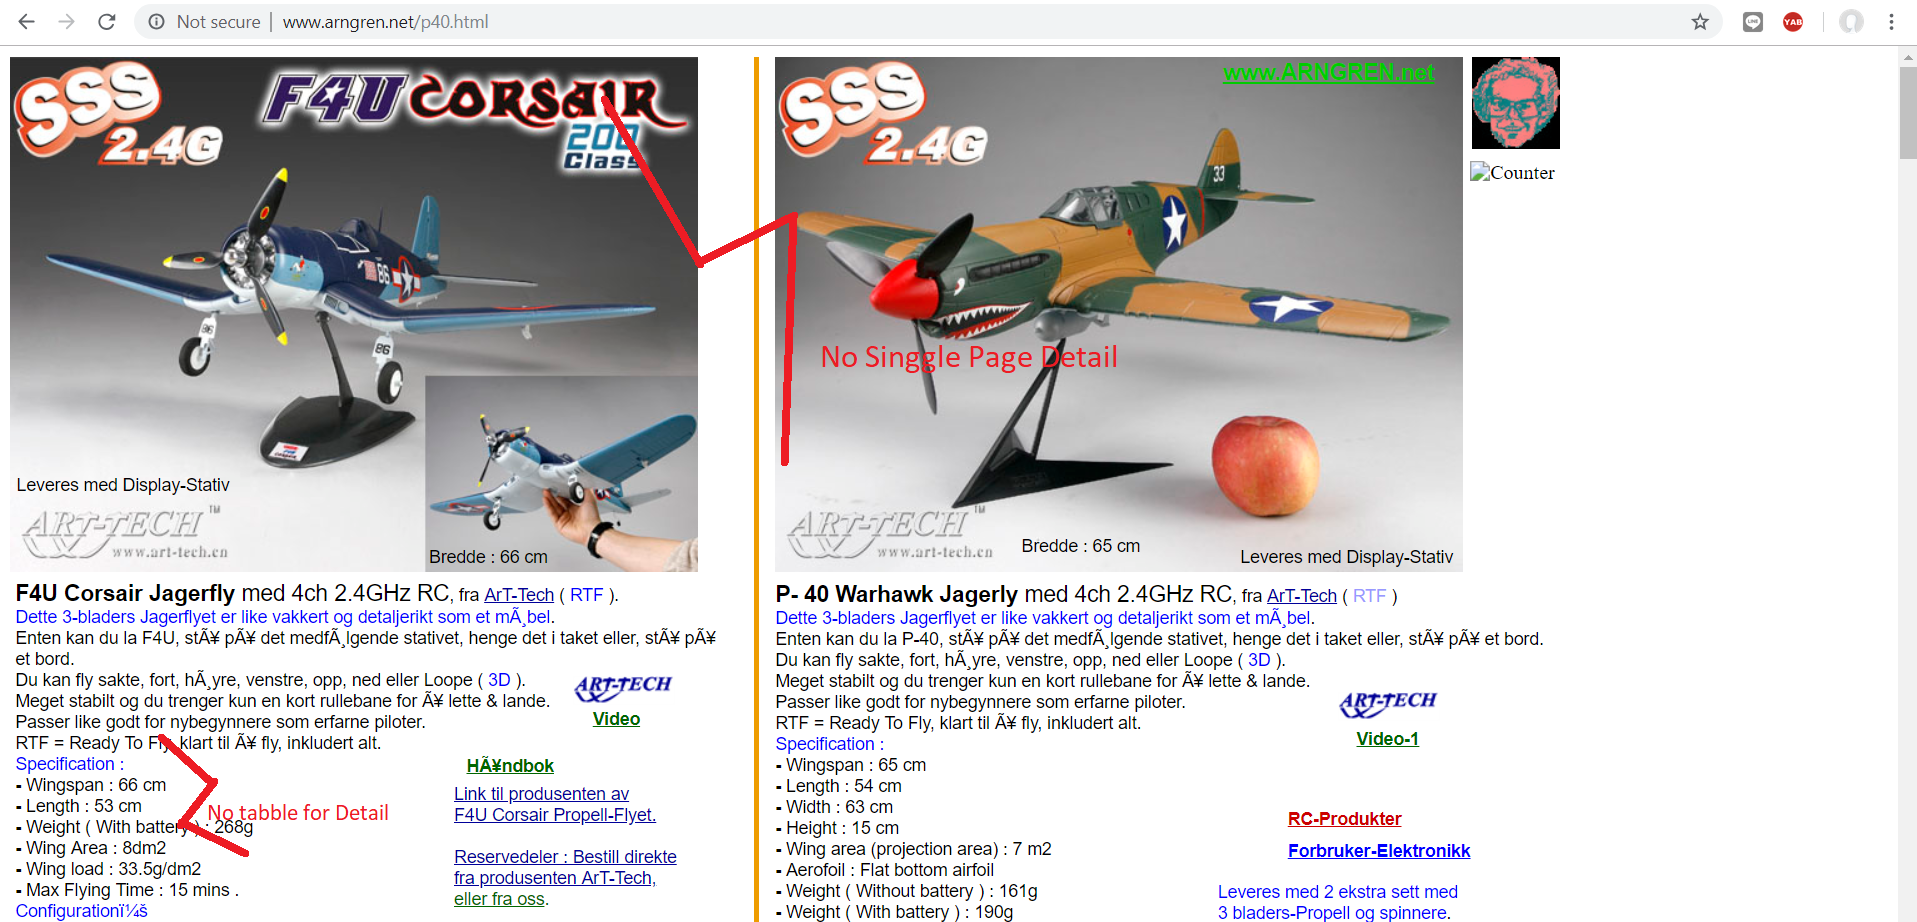 Not secure | www.arngren.net/p40.html
LINE
YAB
SSS
2.4G
F4U CORSAIR
200
Class
86
86
86
Leveres med Display-Stativ
ART-TECH™
www.art-tech.cn
Bredde : 66 cm
F4U Corsair Jagerfly med 4ch 2.4GHz RC, fra ArT-Tech ( RTF ).
Dette 3-bladers Jagerflyet er like vakkert og detaljerikt som et mÃ¸bel.
Enten kan du la F4U, stÃ¥ pÃ¥ det medfÃ¸lgende stativet, henge det i taket eller, stÃ¥ pÃ¥
et bord.
Du kan fly sakte, fort, hÃ¸yre, venstre, opp, ned eller Loope ( 3D ).
Meget stabilt og du trenger kun en kort rullebane for Ã¥ lette & lande.
Passer like godt for nybegynnere som erfarne piloter.
RTF = Ready To Fly, klart til Ã¥ fly, inkludert alt.
ART-TECH
Video
Specification :
- Wingspan : 66 cm
- Length : 53 cm
- Weight ( With battery ) : 268g
- Wing Area : 8dm2
- Wing load : 33.5g/dm2
- Max Flying Time : 15 mins .
Configurationï¼š
No tabble for Detail
HÃ¥ndbok
Link til produsenten av
F4U Corsair Propell-Flyet.
Reservedeler : Bestill direkte
fra produsenten ArT-Tech,
eller fra oss.
SSS
2.4G
www.ARNGREN.net
33
No Singgle Page Detail
ART-TECH™
www.art-tech.cn
Bredde : 65 cm
Leveres med Display-Stativ
P- 40 Warhawk Jagerly med 4ch 2.4GHz RC, fra ArT-Tech ( RTF )
Dette 3-bladers Jagerflyet er like vakkert og detaljerikt som et mÃ¸bel.
Enten kan du la P-40, stÃ¥ pÃ¥ det medfÃ¸lgende stativet, henge det i taket eller, stÃ¥ pÃ¥ et bord.
Du kan fly sakte, fort, hÃ¸yre, venstre, opp, ned eller Loope ( 3D ).
Meget stabilt og du trenger kun en kort rullebane for Ã¥ lette & lande.
Passer like godt for nybegynnere som erfarne piloter.
RTF = Ready To Fly, klart til Ã¥ fly, inkludert alt.
ART-TECH
Video-1
Specification :
- Wingspan : 65 cm
- Length : 54 cm
- Width : 63 cm
- Height : 15 cm
- Wing area (projection area) : 7 m2
- Aerofoil : Flat bottom airfoil
- Weight ( Without battery ) : 161g
- Weight ( With battery ) : 190g
RC-Produkter
Forbruker-Elektronikk
Leveres med 2 ekstra sett med
3 bladers-Propell og spinnere.
Counter